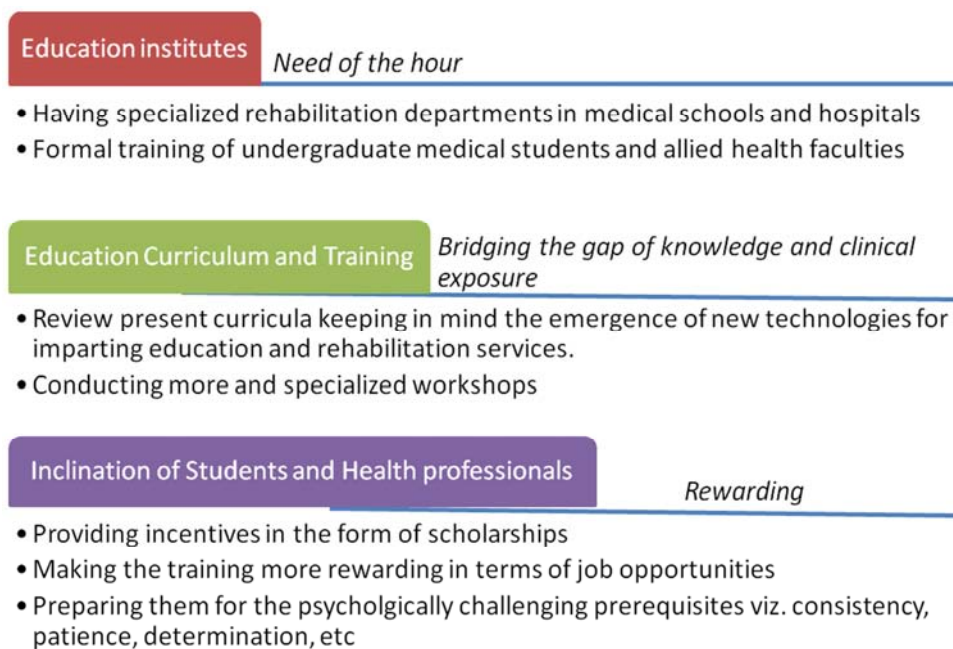 Education institutes
Need of the hour
• Having specialized rehabilitation departments in medical schools and hospitals
• Formal training of undergraduate medical students and allied health faculties
Education Curriculum and Training
Bridging the gap of knowledge and clinical
exposure
• Review present curricula keeping in mind the emergence of new technologies for
imparting education and rehabilitation services.
• Conducting more and specialized workshops
Inclination of Students and Health professionals
Rewarding
• Providing incentives in the form of scholarships
• Making the training more rewarding in terms of job opportunities
• Preparing them for the psycholgically challenging prerequisites viz. consistency,
patience, determination, etc